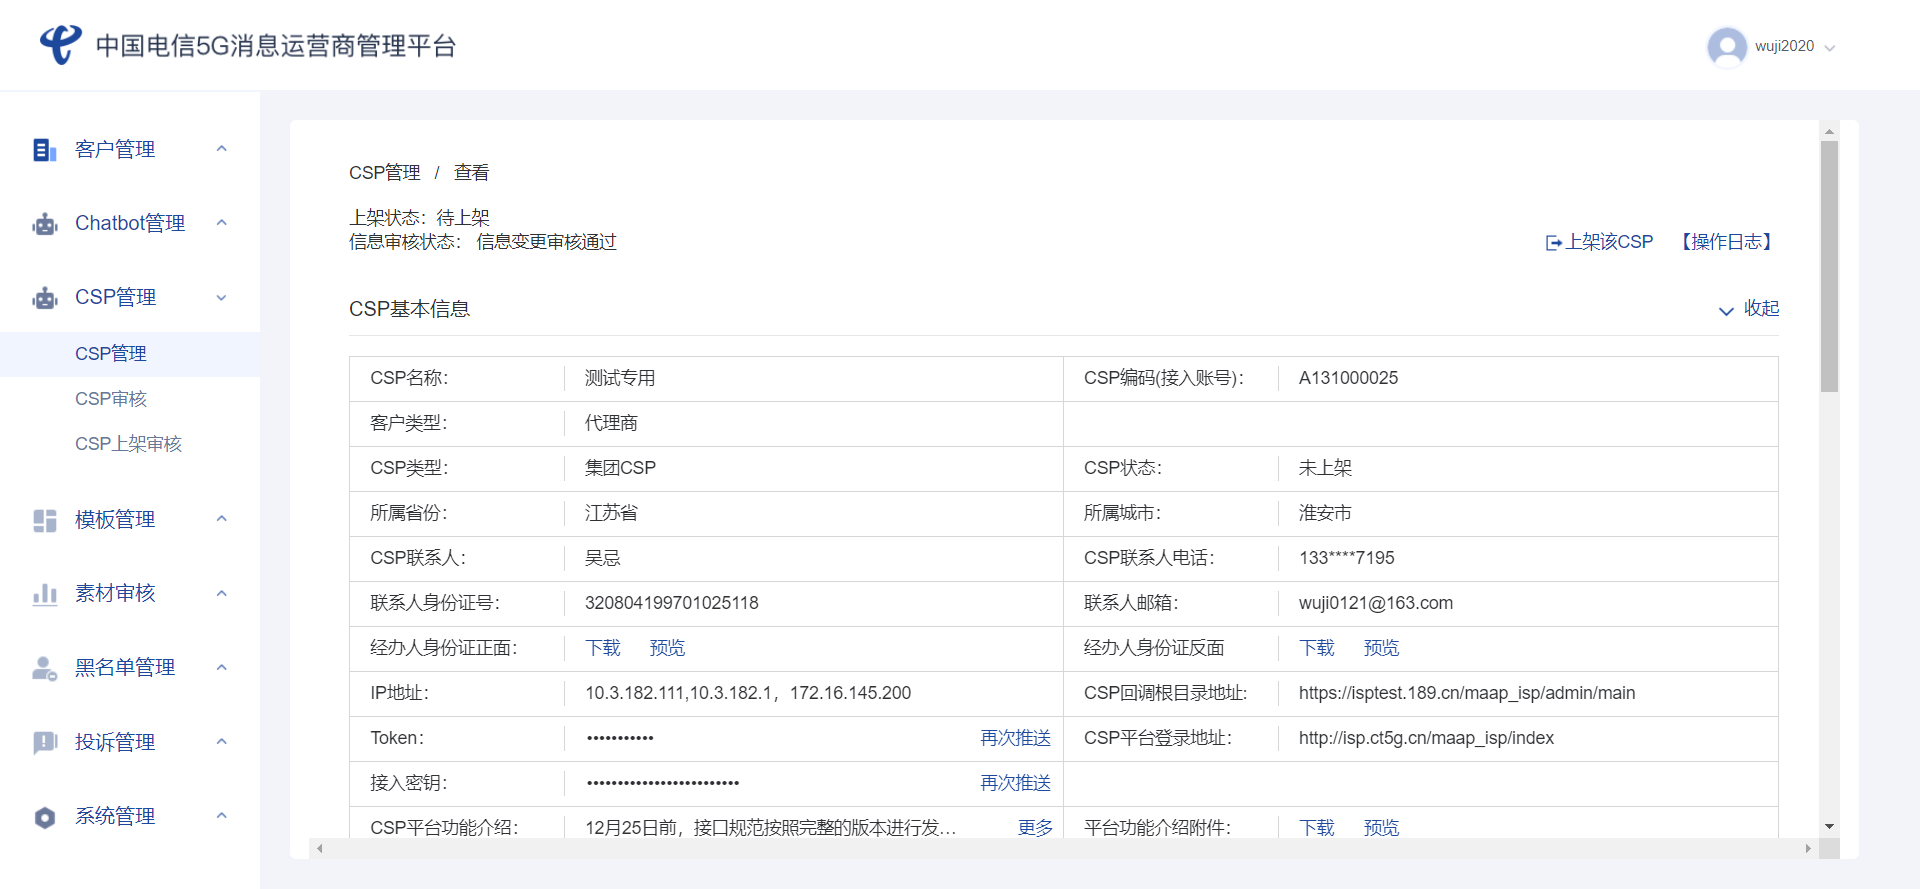 中国电信5G消息运营商管理平台
wuji2020
客户管理
Chatbot管理
CSP管理
CSP管理
CSP审核
CSP上架审核
模板管理
素材审核
黑名单管理
投诉管理
系统管理
CSP管理 / 查看
上架状态：待上架
信息审核状态： 信息变更审核通过
上架该CSP 【操作日志】
CSP基本信息
收起
CSP名称： 测试专用 CSP编码(接入账号)： A131000025
客户类型： 代理商
CSP类型： 集团CSP CSP状态： 未上架
所属省份： 江苏省 所属城市： 淮安市
CSP联系人： 吴忌 CSP联系人电话： 133****7195
联系人身份证号： 320804199701025118 联系人邮箱： wuji0121@163.com
经办人身份证正面： 下载 预览 经办人身份证反面 下载 预览
IP地址： 10.3.182.111,10.3.182.1，172.16.145.200 CSP回调根目录地址: https://isptest.189.cn/maap_isp/admin/main
Token： ••••••••••• 再次推送 CSP平台登录地址： http://isp.ct5g.cn/maap_isp/index
接入密钥： ••••••••••••••••••••••••• 再次推送
CSP平台功能介绍： 12月25日前，接口规范按照完整的版本进行发... 更多 平台功能介绍附件： 下载 预览